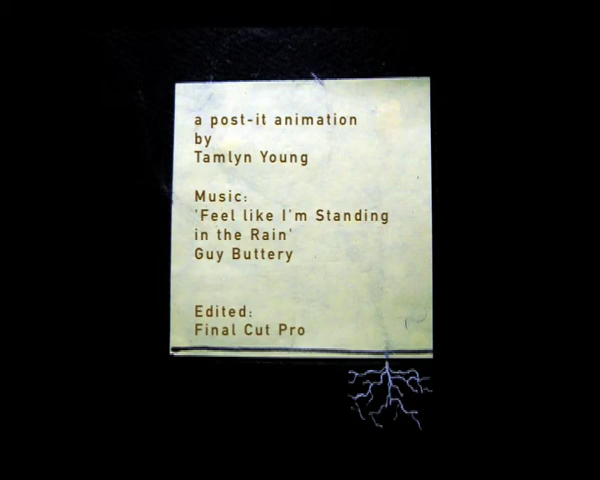 a post-it animation
by
Tamlyn Young
Music:
'Feel like I'm Standing
in the Rain'
Guy Buttery
Edited:
Final Cut Pro